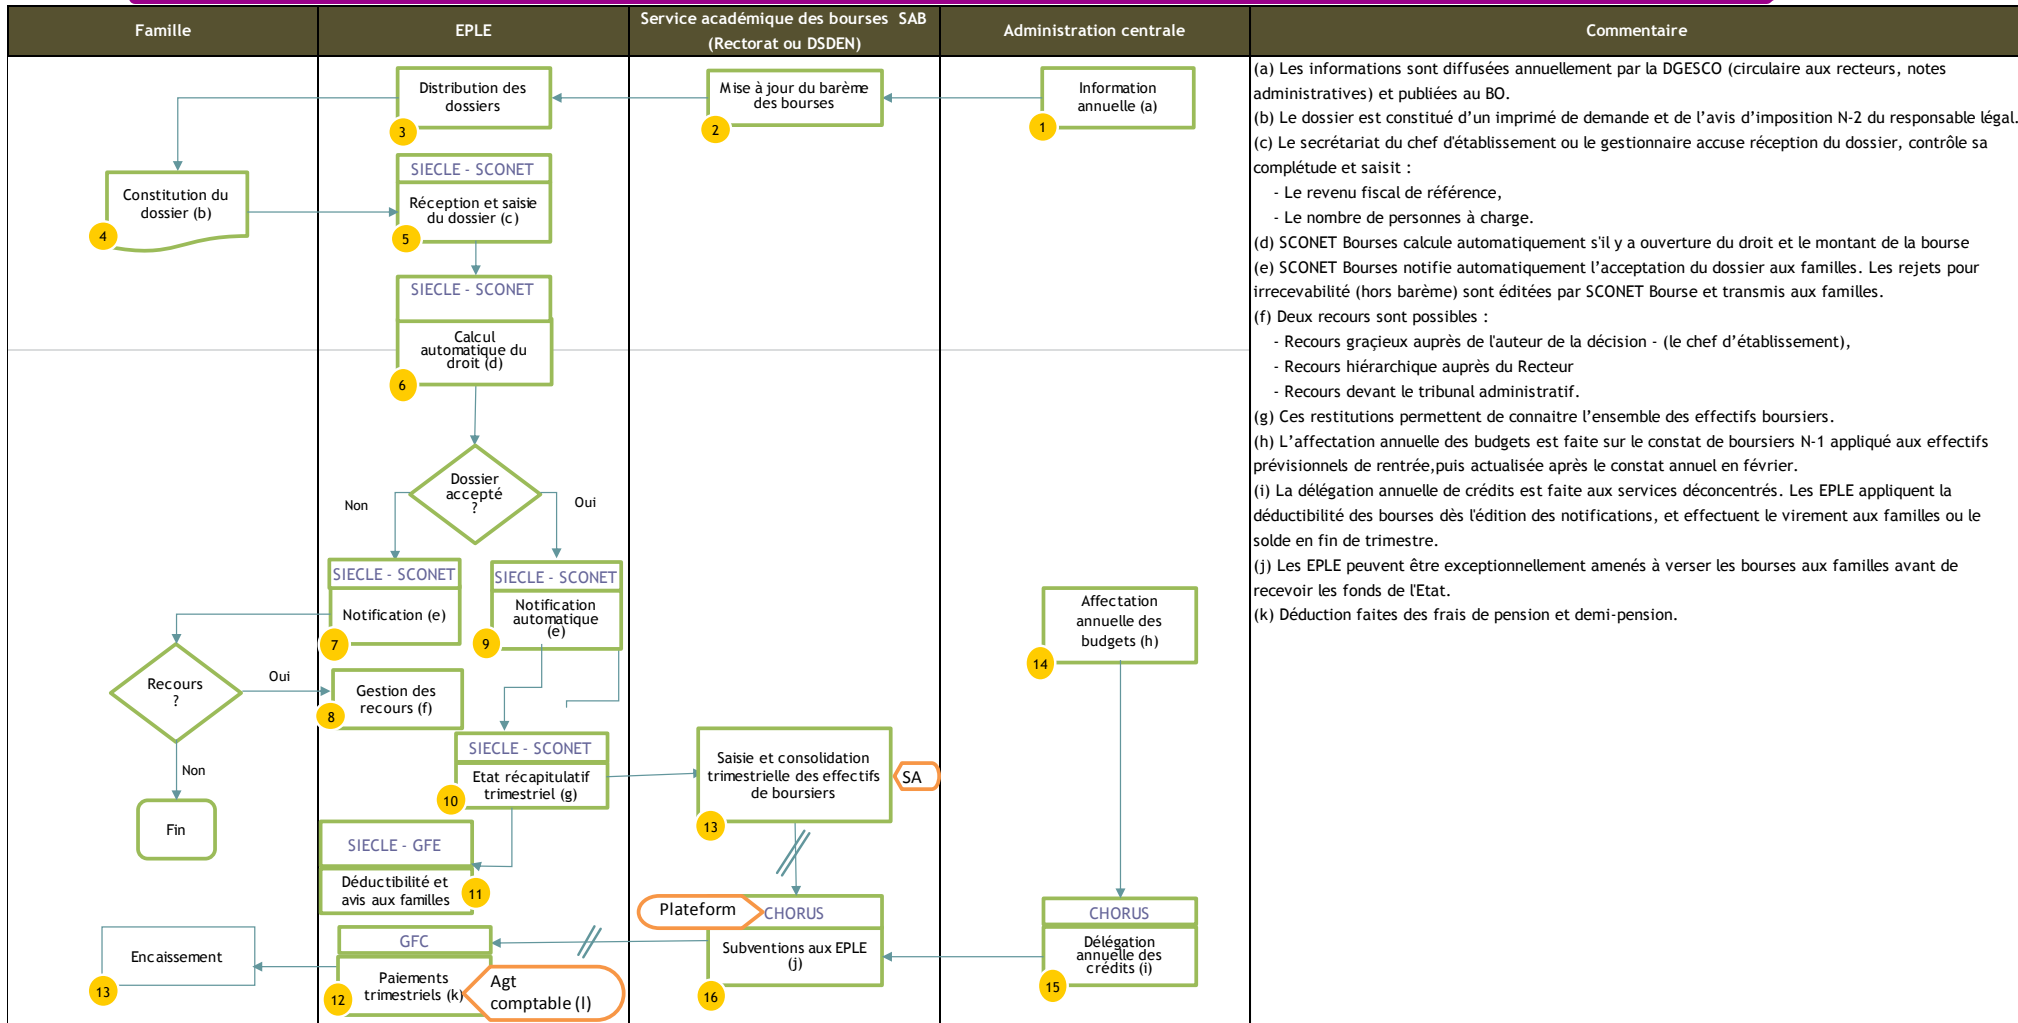 Famille
EPLE
Service académique des bourses SAB
(Rectorat ou DSDEN)
Administration centrale
Commentaire
Distribution des
dossiers
3
Mise à jour du barème
des bourses
2
Information
annuelle (a)
1
SIECLE - SCONET
Réception et saisie
du dossier (c)
5
Constitution du
dossier (b)
4
SIECLE - SCONET
Calcul
automatique du
droit (d)
6
Dossier
accepté
?
Non
Oui
SIECLE - SCONET
Notification (e)
7
SIECLE - SCONET
Notification
automatique
(e)
9
Affectation
annuelle des
budgets (h)
14
Recours
?
Oui
Non
Gestion des
recours (f)
8
Fin
SIECLE - SCONET
Etat récapitulatif
trimestriel (g)
10
Saisie et consolidation
trimestrielle des effectifs
de boursiers
13
SA
SIECLE - GFE
Déductibilité et
avis aux familles
11
Plateform
CHORUS
Subventions aux EPLE
(j)
16
CHORUS
Délégation
annuelle des
crédits (i)
15
GFC
Paiements
trimestriels (k)
12
Agt
comptable (l)
Encaissement
13
(a) Les informations sont diffusées annuellement par la DGESCO (circulaire aux recteurs, notes
administratives) et publiées au BO.
(b) Le dossier est constitué d’un imprimé de demande et de l’avis d’imposition N-2 du responsable légal.
(c) Le secrétariat du chef d'établissement ou le gestionnaire accuse réception du dossier, contrôle sa
complétude et saisit :
- Le revenu fiscal de référence,
- Le nombre de personnes à charge.
(d) SCONET Bourses calcule automatiquement s'il y a ouverture du droit et le montant de la bourse
(e) SCONET Bourses notifie automatiquement l’acceptation du dossier aux familles. Les rejets pour
irrecevabilité (hors barème) sont éditées par SCONET Bourse et transmis aux familles.
(f) Deux recours sont possibles :
- Recours graçieux auprès de l'auteur de la décision - (le chef d’établissement),
- Recours hiérarchique auprès du Recteur
- Recours devant le tribunal administratif.
(g) Ces restitutions permettent de connaitre l’ensemble des effectifs boursiers.
(h) L’affectation annuelle des budgets est faite sur le constat de boursiers N-1 appliqué aux effectifs
prévisionnels de rentrée,puis actualisée après le constat annuel en février.
(i) La délégation annuelle de crédits est faite aux services déconcentrés. Les EPLE appliquent la
déductibilité des bourses dès l'édition des notifications, et effectuent le virement aux familles ou le
solde en fin de trimestre.
(j) Les EPLE peuvent être exceptionnellement amenés à verser les bourses aux familles avant de
recevoir les fonds de l'Etat.
(k) Déduction faites des frais de pension et demi-pension.